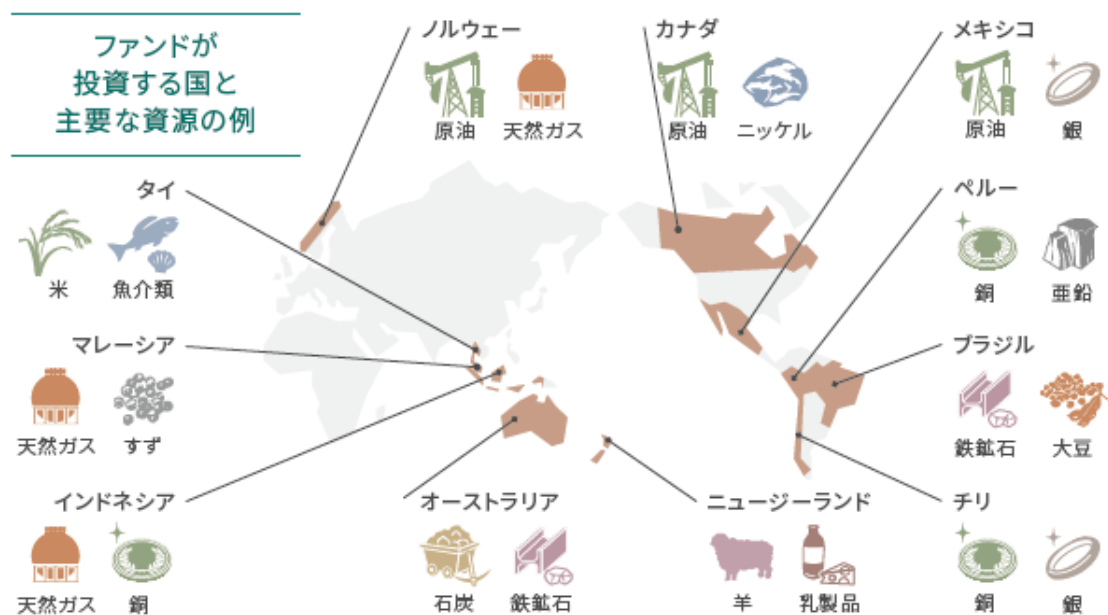 ファンドが
投資する国と
主要な資源の例
ノルウェー
原油 天然ガス
カナダ
原油 ニッケル
メキシコ
原油 銀
タイ
米 魚介類
ペルー
銅 亜鉛
マレーシア
天然ガス すず
ブラジル
鉄鉱石 大豆
インドネシア
天然ガス 銅
オーストラリア
石炭 鉄鉱石
ニュージーランド
羊 乳製品
チリ
銅 銀